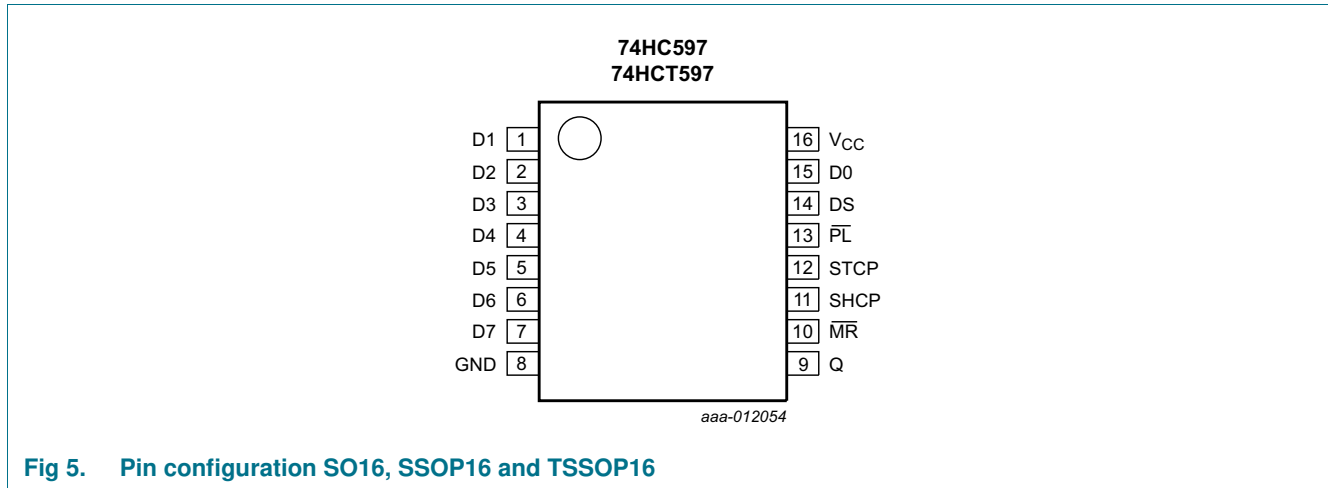 74HC597
74HCT597
D1 1 16 VCC
D2 2 15 D0
D3 3 14 DS
D4 4 13 P̅L̅
D5 5 12 STCP
D6 6 11 SHCP
D7 7 10 M̅R̅
GND 8 9 Q
aaa-012054
Fig 5. Pin configuration SO16, SSOP16 and TSSOP16